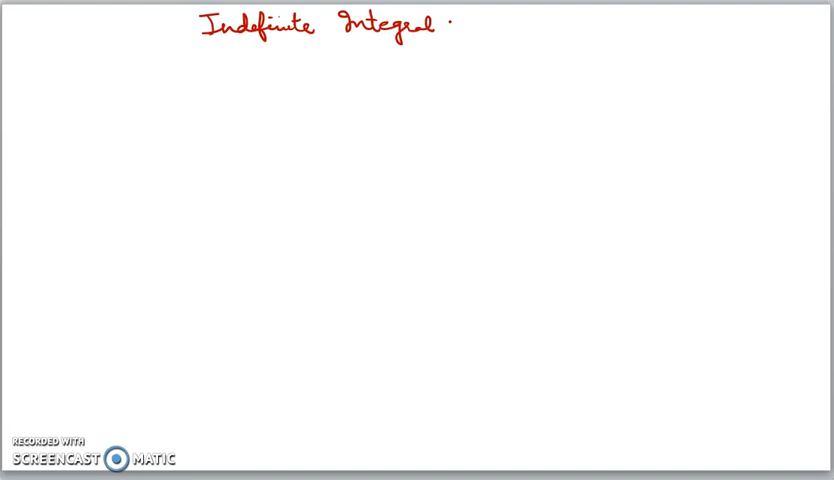 Indefinite Integral .
RECORDED WITH
SCREENCAST MATIC